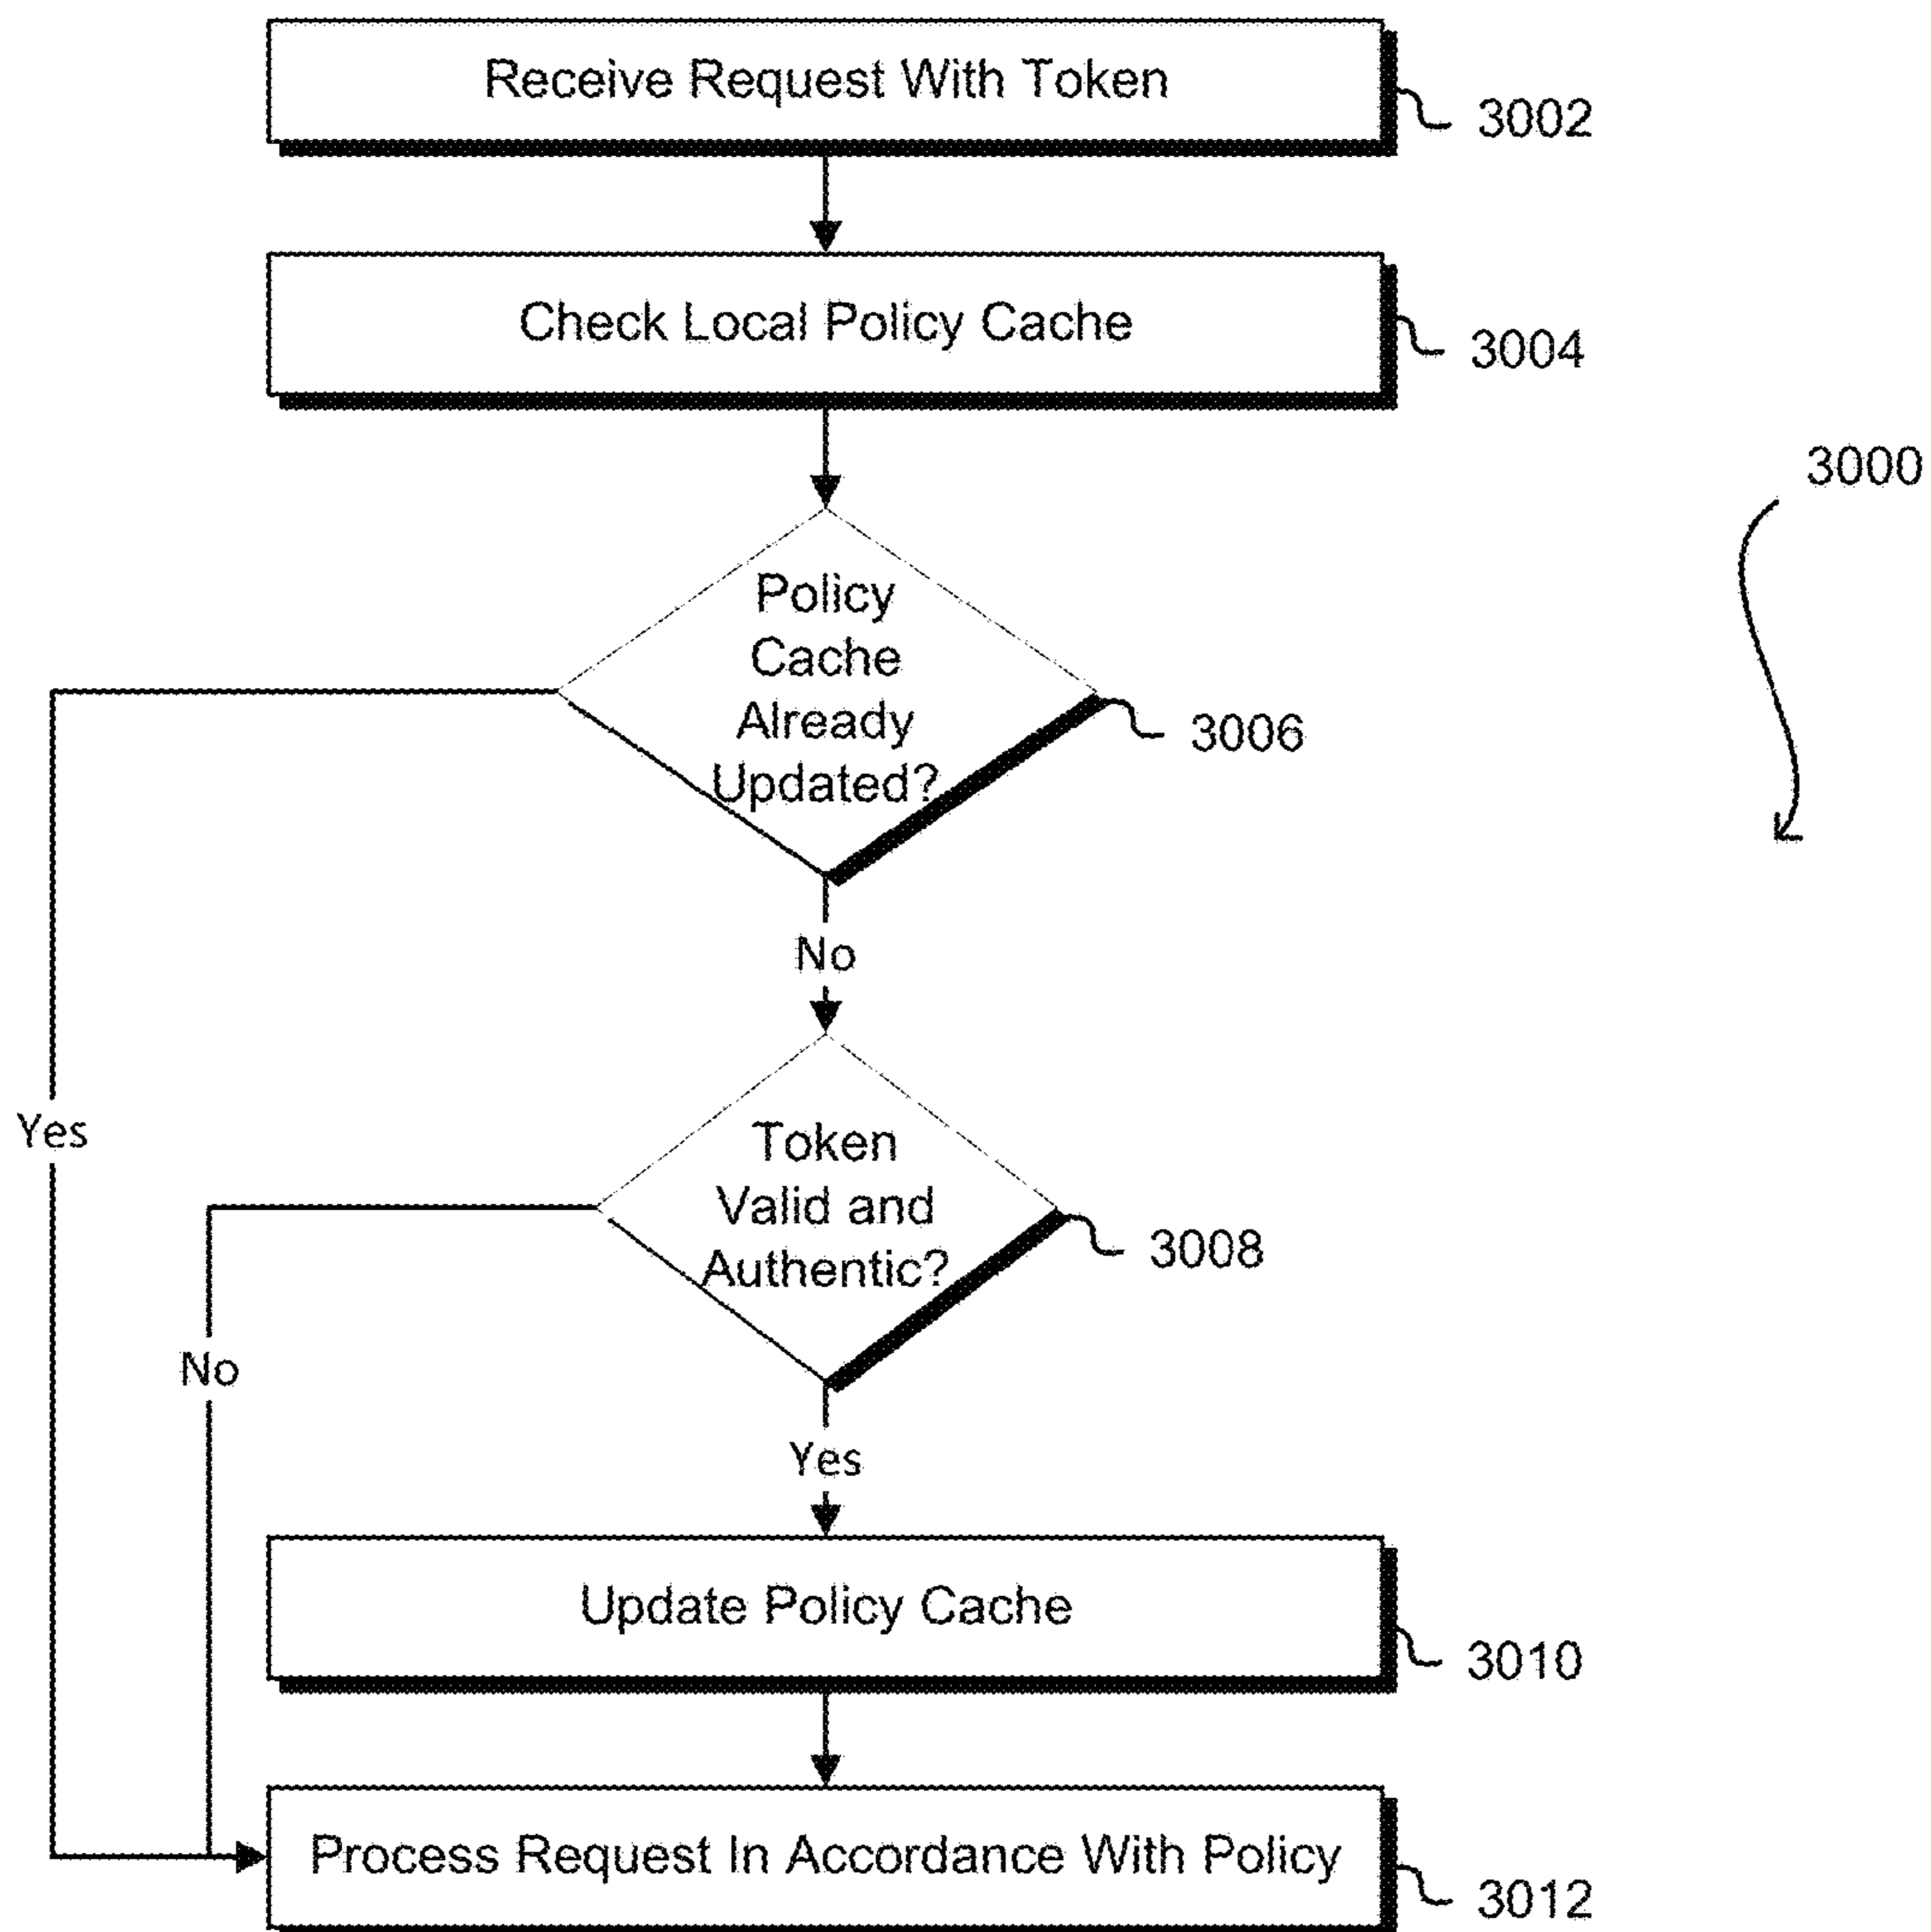 Receive Request With Token
3002
Check Local Policy Cache
3004
3000
Policy
Cache
Already
Updated?
3006
No
Yes
Token
Valid and
Authentic?
3008
No
Yes
Update Policy Cache
3010
Process Request In Accordance With Policy
3012